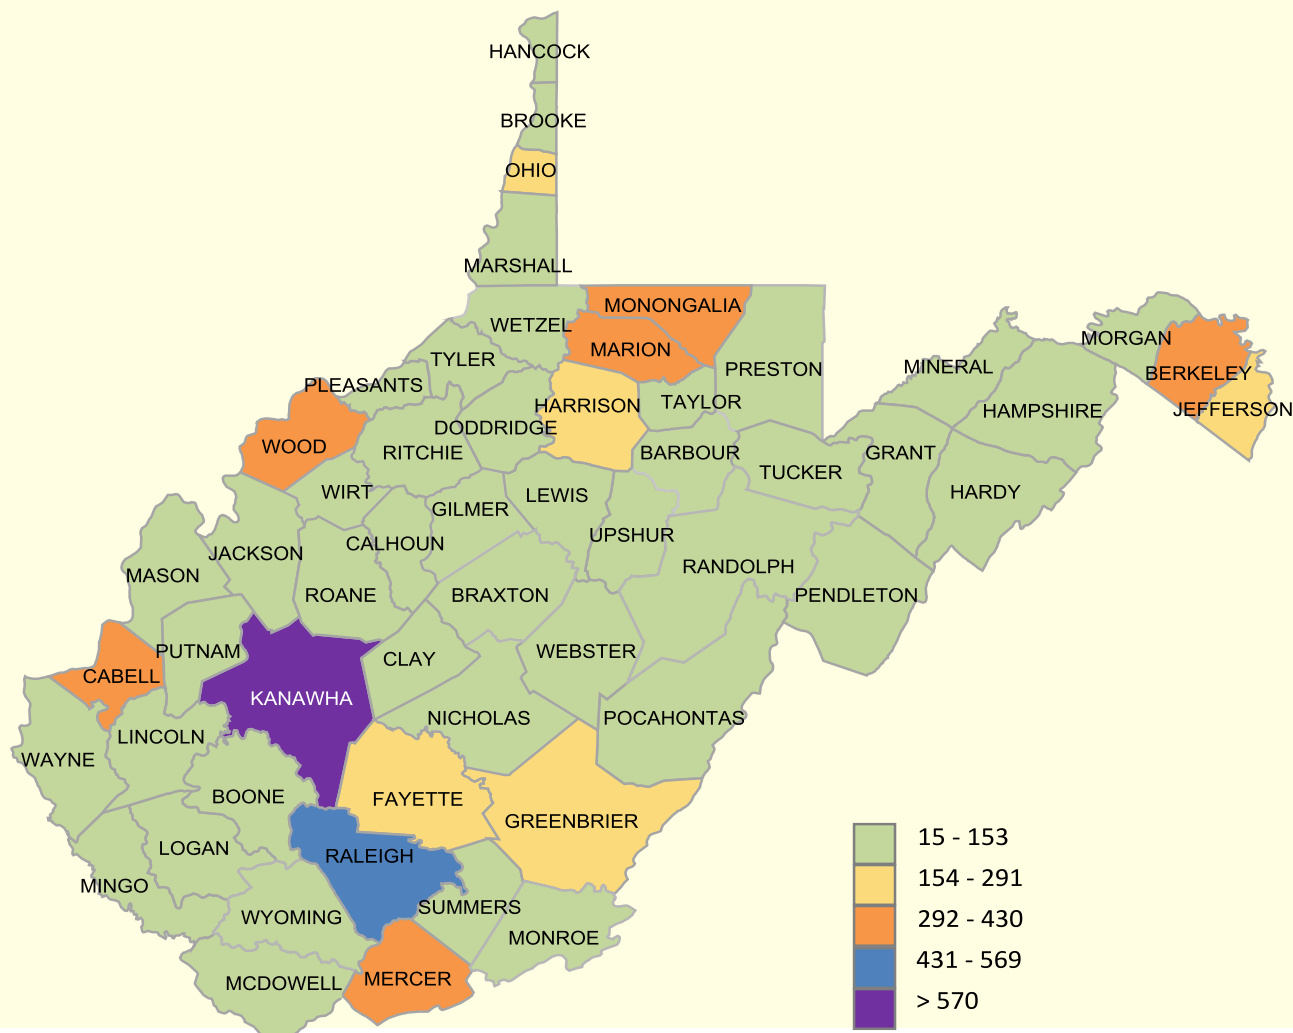 HANCOCK
BROOKE
OHIO
MARSHALL
MONONGALIA
WETZEL
MORGAN
MARION
TYLER
MINERAL
PRESTON
BERKELEY
PLEASANTS
TAYLOR
HARRISON
JEFFERSON
HAMPSHIRE
DODDRIDGE
WOOD
RITCHIE
BARBOUR
GRANT
TUCKER
WIRT
LEWIS
HARDY
GILMER
UPSHUR
CALHOUN
JACKSON
RANDOLPH
MASON
ROANE
BRAXTON
PENDLETON
PUTNAM
WEBSTER
CLAY
CABELL
KANAWHA
NICHOLAS
POCAHONTAS
LINCOLN
WAYNE
BOONE
FAYETTE
GREENBRIER
LOGAN
RALEIGH
MINGO
SUMMERS
WYOMING
MONROE
MERCER
MCDOWELL
15 - 153
154 - 291
292 - 430
431 - 569
> 570